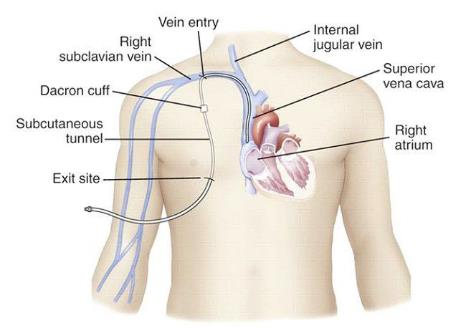 Vein entry
Right
subclavian vein
Dacron cuff
Subcutaneous
tunnel
Exit site
Internal
jugular vein
Superior
vena cava
Right
atrium